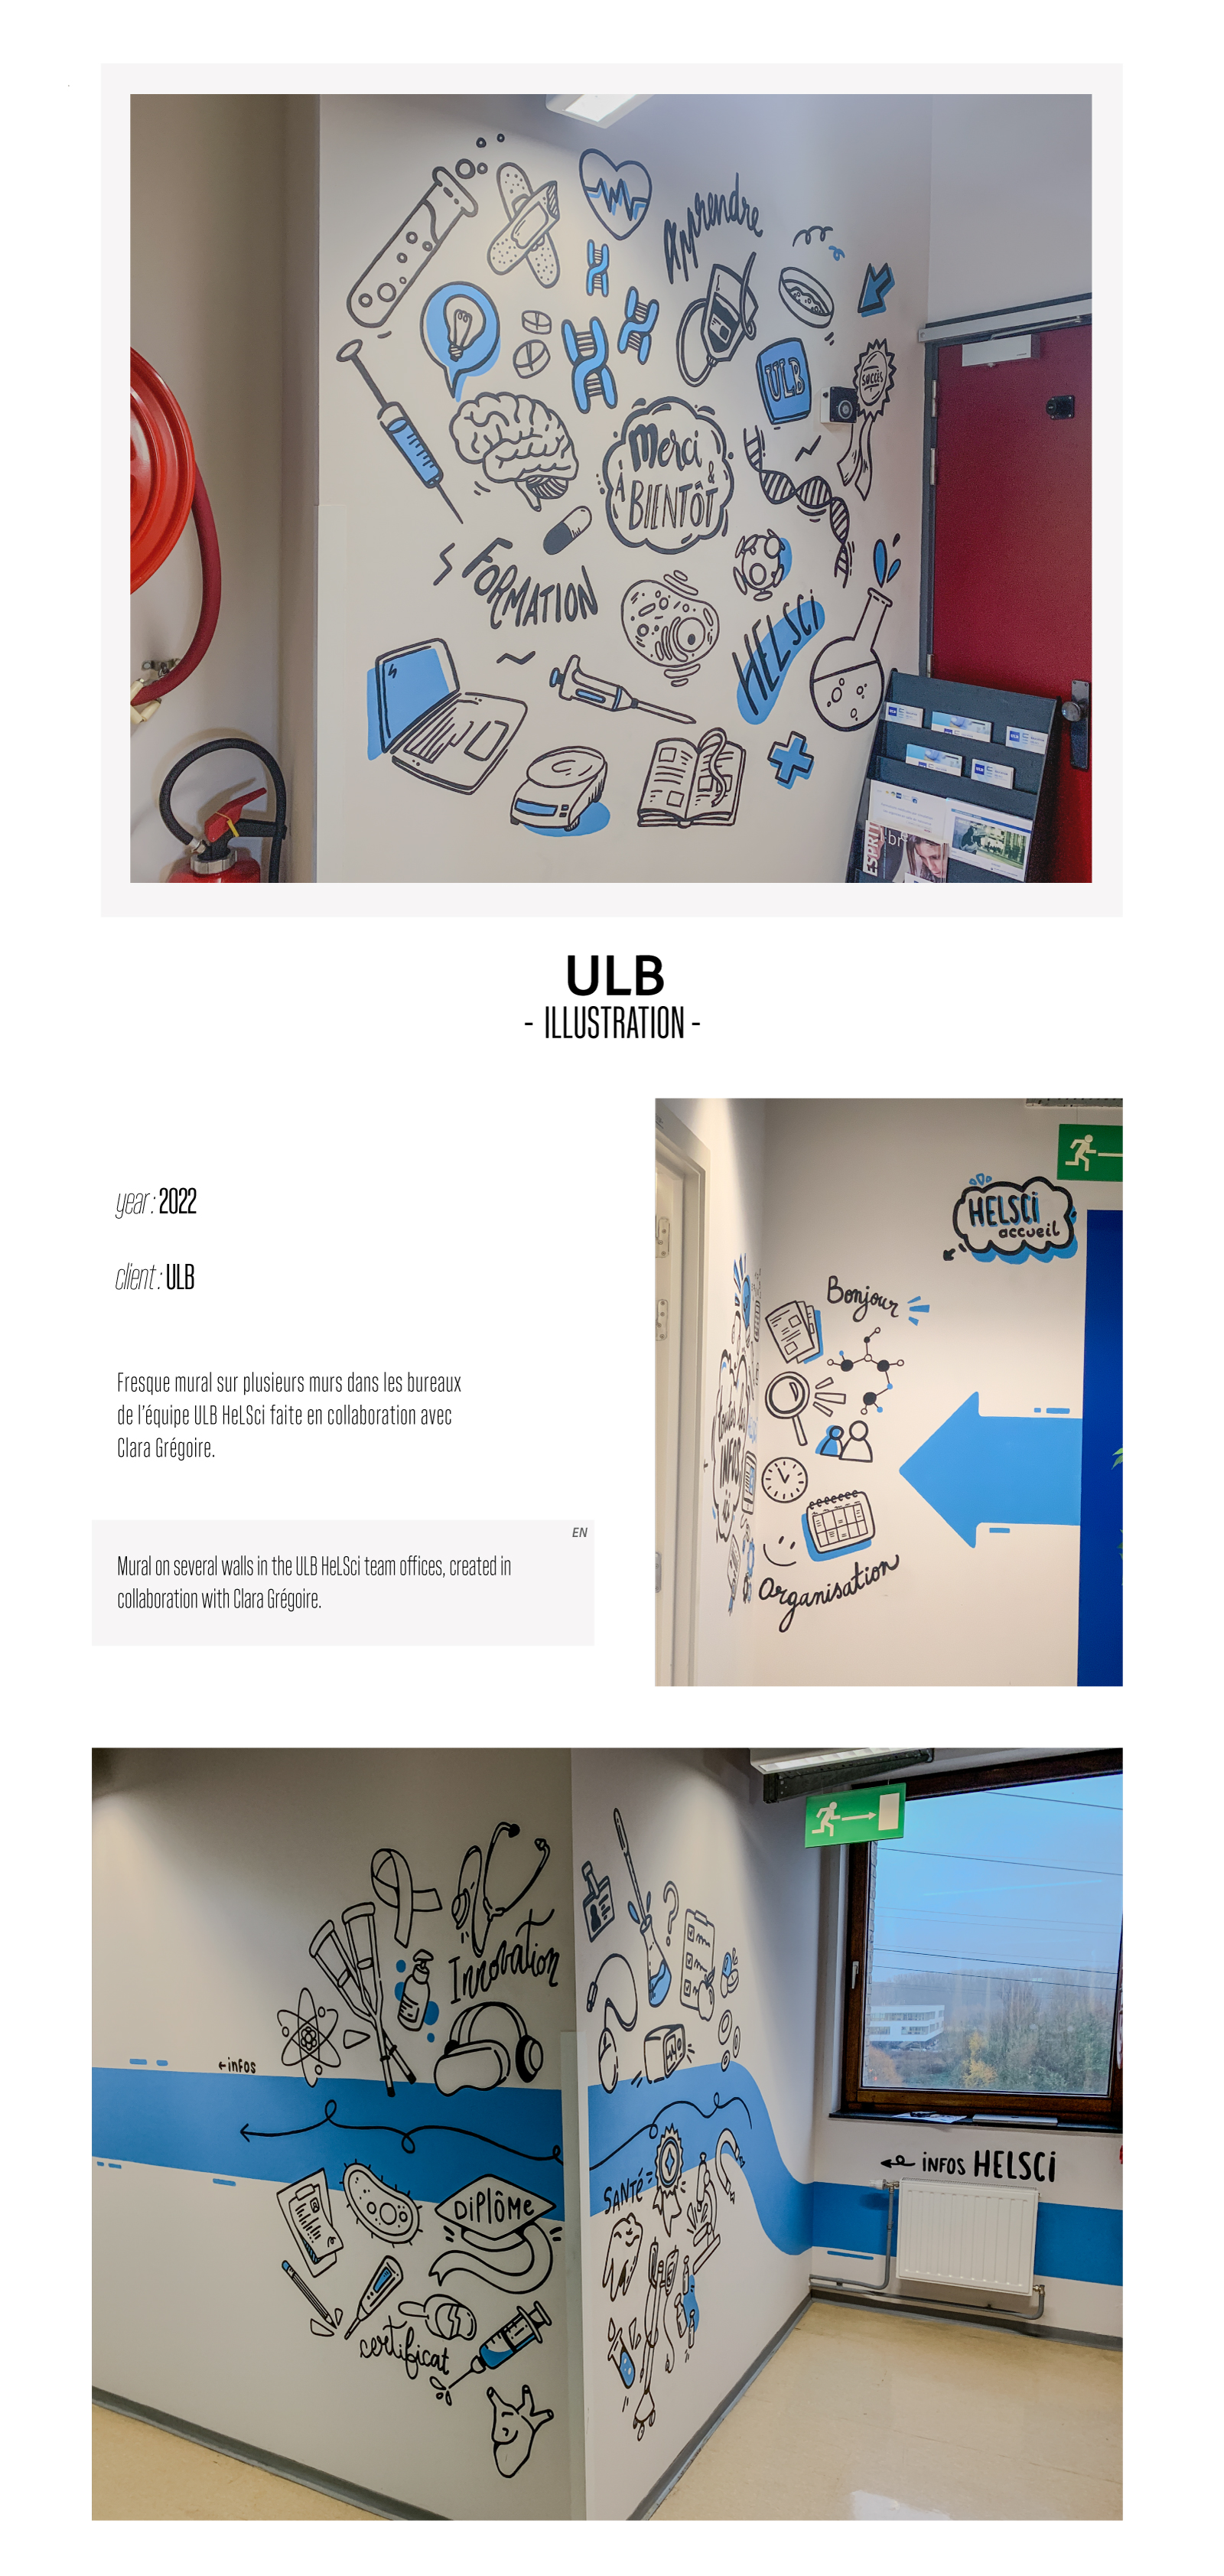 apprendre
ULB
SUCCÈS
Merci
&
À BIENTÔT
FORMATION
HELSCI
ESPRIT
ULB
- ILLUSTRATION -
year : 2022
client : ULB
Fresque mural sur plusieurs murs dans les bureaux
de l'équipe ULB HeLSci faite en collaboration avec
Clara Grégoire.
EN
Mural on several walls in the ULB HeLSci team offices, created in
collaboration with Clara Grégoire.
HELSCI
accueil
Bonjour
toutes les
INFOS
ici
Organisation
Innovation
?
←infos
infos HELSCI
SANTÉ
DIPLÔME
certificat